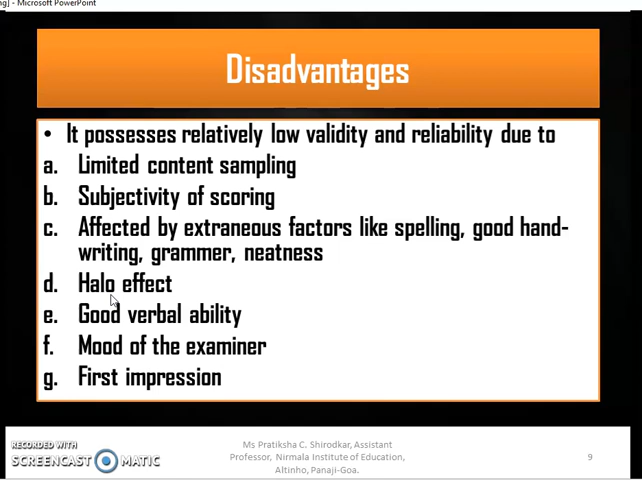 ng] - Microsoft PowerPoint
Disadvantages
• It possesses relatively low validity and reliability due to
a. Limited content sampling
b. Subjectivity of scoring
c. Affected by extraneous factors like spelling, good hand-
writing, grammer, neatness
d. Halo effect
e. Good verbal ability
f. Mood of the examiner
g. First impression
RECORDED WITH
SCREENCAST MATIC
Ms Pratiksha C. Shirodkar, Assistant
Professor, Nirmala Institute of Education,
Altinho, Panaji-Goa.
9